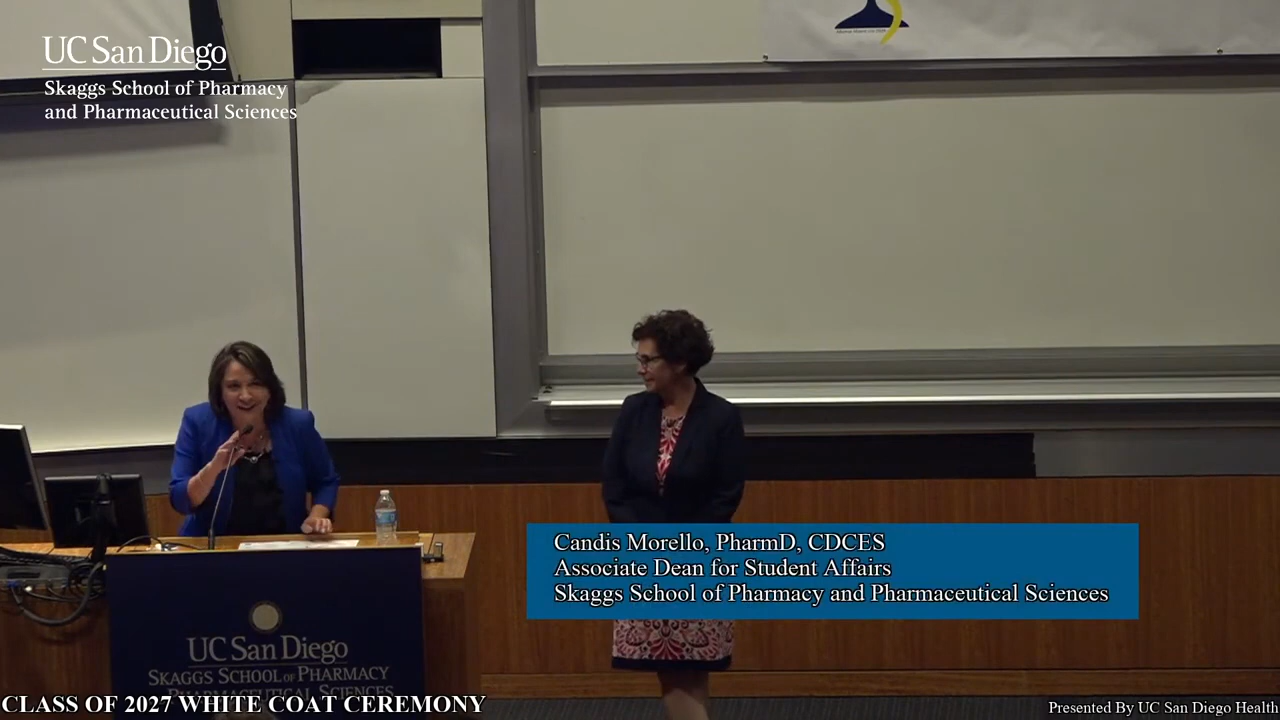 UC San Diego
Skaggs School of Pharmacy
and Pharmaceutical Sciences
Candis Morello, PharmD, CDCES
Associate Dean for Student Affairs
Skaggs School of Pharmacy and Pharmaceutical Sciences
UC San Diego
SKAGGS SCHOOL OF PHARMACY
PHARMACEUTICAL SCIENCES
CLASS OF 2027 WHITE COAT CEREMONY
Presented By UC San Diego Health